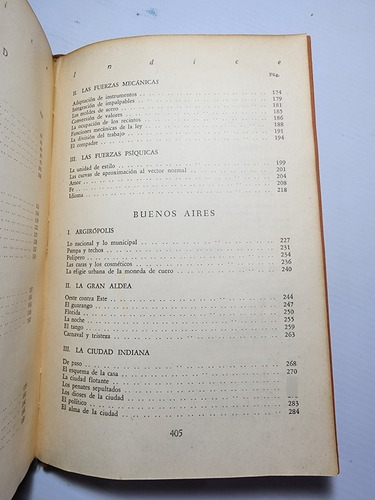 D
Índice
Pág.
II. LAS FUERZAS MECÁNICAS
Adaptación de instrumentos 174
Integración de impalpables 179
Los moldes de acero 181
Conversión de valores 185
La ocupación de los recintos 186
Funciones mecánicas de la ley 188
La división del trabajo 191
El compadre 194
III. LAS FUERZAS PSÍQUICAS
La unidad de estilo 199
Las curvas de aproximación al vector normal 201
Amor 204
Fe 208
Idioma 218
BUENOS AIRES
I. ARGIRÓPOLIS
Lo nacional y lo municipal 227
Pampa y techos 231
Polípero 234
Las caras y los cosméticos 236
La efigie urbana de la moneda de cuero 240
II. LA GRAN ALDEA
Oeste contra Este 244
El guarango 247
Florida 250
La noche 255
El tango 259
Carnaval y tristeza 263
III. LA CIUDAD INDIANA
De paso 268
El esquema de la casa 270
La ciudad flotante
Los penates sepultados
Los dioses de la ciudad
El político 283
El alma de la ciudad 284
405